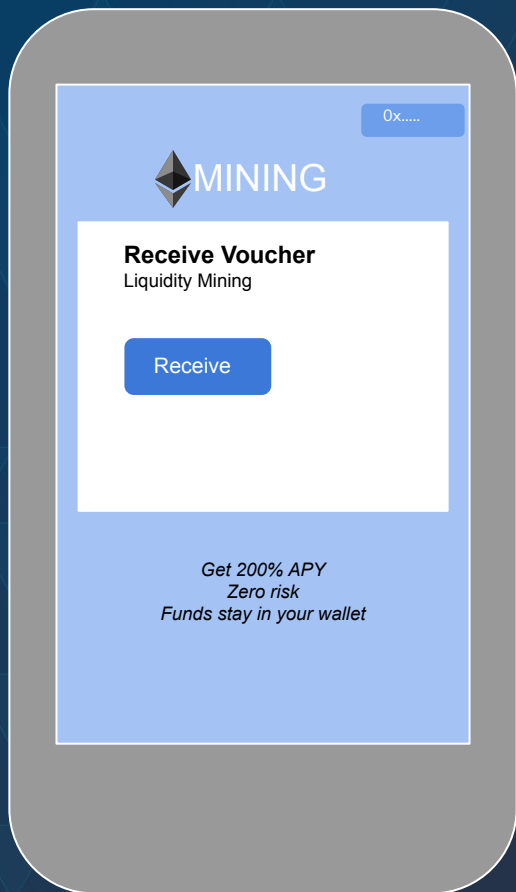 0x.....
MINING
Receive Voucher
Liquidity Mining
Receive
Get 200% APY
Zero risk
Funds stay in your wallet